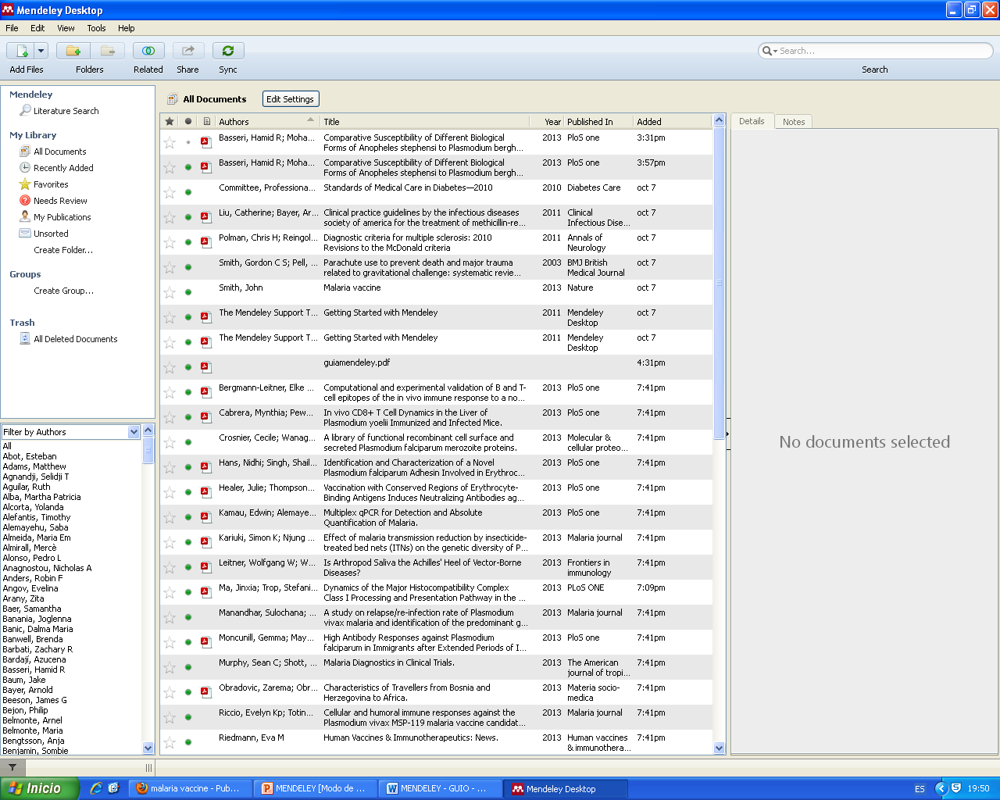 Mendeley Desktop
File Edit View Tools Help
Add Files Folders Related Share Sync
Search...
Search
Mendeley
Literature Search
My Library
All Documents
Recently Added
Favorites
Needs Review
My Publications
Unsorted
Create Folder...
Groups
Create Group...
Trash
All Deleted Documents
Filter by Authors
All
Abot, Esteban
Adams, Matthew
Agnandji, Selidji T
Aguilar, Ruth
Alba, Martha Patricia
Alcorta, Yolanda
Alefantis, Timothy
Alemayehu, Saba
Almeida, Maria Em
Almirall, Mercè
Alonso, Pedro L
Anagnostou, Nicholas A
Anders, Robin F
Angov, Evelina
Arany, Zita
Baer, Samantha
Banania, Joglenna
Banic, Dalma Maria
Banwell, Brenda
Barbati, Zachary R
Bardají, Azucena
Basseri, Hamid R
Baum, Jake
Bayer, Arnold
Beeson, James G
Bejon, Philip
Belmonte, Arnel
Belmonte, Maria
Bengtsson, Anja
Benjamin, Sombie
All Documents Edit Settings
Authors Title Year Published In Added
Basseri, Hamid R; Moha... Comparative Susceptibility of Different Biological 2013 PloS one 3:31pm
Forms of Anopheles stephensi to Plasmodium bergh...
Basseri, Hamid R; Moha... Comparative Susceptibility of Different Biological 2013 PloS one 3:57pm
Forms of Anopheles stephensi to Plasmodium bergh...
Committee, Professiona... Standards of Medical Care in Diabetes—2010 2010 Diabetes Care oct 7
Liu, Catherine; Bayer, Ar... Clinical practice guidelines by the infectious diseases 2011 Clinical oct 7
society of america for the treatment of methicillin-re... Infectious Dise...
Polman, Chris H; Reingol... Diagnostic criteria for multiple sclerosis: 2010 2011 Annals of oct 7
Revisions to the McDonald criteria Neurology
Smith, Gordon C S; Pell, ... Parachute use to prevent death and major trauma 2003 BMJ British oct 7
related to gravitational challenge: systematic revie... Medical Journal
Smith, John Malaria vaccine 2013 Nature oct 7
The Mendeley Support T... Getting Started with Mendeley 2011 Mendeley oct 7
Desktop
The Mendeley Support T... Getting Started with Mendeley 2011 Mendeley oct 7
Desktop
guiamendeley.pdf 4:31pm
Bergmann-Leitner, Elke ... Computational and experimental validation of B and T- 2013 PloS one 7:41pm
cell epitopes of the in vivo immune response to a no...
Cabrera, Mynthia; Pew... In vivo CD8+ T Cell Dynamics in the Liver of 2013 PloS one 7:41pm
Plasmodium yoelii Immunized and Infected Mice.
Crosnier, Cecile; Wanag... A library of functional recombinant cell surface and 2013 Molecular & 7:41pm
secreted Plasmodium falciparum merozoite proteins. cellular proteo...
Hans, Nidhi; Singh, Shail... Identification and Characterization of a Novel 2013 PloS one 7:41pm
Plasmodium falciparum Adhesin Involved in Erythroc...
Healer, Julie; Thompson... Vaccination with Conserved Regions of Erythrocyte- 2013 PloS one 7:41pm
Binding Antigens Induces Neutralizing Antibodies ag...
Kamau, Edwin; Alemaye... Multiplex qPCR for Detection and Absolute 2013 PloS one 7:41pm
Quantification of Malaria.
Kariuki, Simon K; Njung ... Effect of malaria transmission reduction by insecticide- 2013 Malaria journal 7:41pm
treated bed nets (ITNs) on the genetic diversity of P...
Leitner, Wolfgang W; W... Is Arthropod Saliva the Achilles' Heel of Vector-Borne 2013 Frontiers in 7:41pm
Diseases? immunology
Ma, Jinxia; Trop, Stefani... Dynamics of the Major Histocompatibility Complex 2013 PLoS ONE 7:09pm
Class I Processing and Presentation Pathway in the ...
Manandhar, Sulochana; ... A study on relapse/re-infection rate of Plasmodium 2013 Malaria journal 7:41pm
vivax malaria and identification of the predominant g...
Moncunill, Gemma; May... High Antibody Responses against Plasmodium 2013 PloS one 7:41pm
falciparum in Immigrants after Extended Periods of I...
Murphy, Sean C; Shott, ... Malaria Diagnostics in Clinical Trials. 2013 The American 7:41pm
journal of tropi...
Obradovic, Zarema; Obr... Characteristics of Travellers from Bosnia and 2013 Materia socio- 7:41pm
Herzegovina to Africa. medica
Riccio, Evelyn Kp; Totin... Cellular and humoral immune responses against the 2013 Malaria journal 7:41pm
Plasmodium vivax MSP-119 malaria vaccine candidat...
Riedmann, Eva M Human Vaccines & Immunotherapeutics: News. 2013 Human vaccines 7:41pm
& immunothera...
Details Notes
No documents selected
Inicio malaria vaccine - Pub... MENDELEY [Modo de ... MENDELEY - GUIO - ... Mendeley Desktop ES 19:50